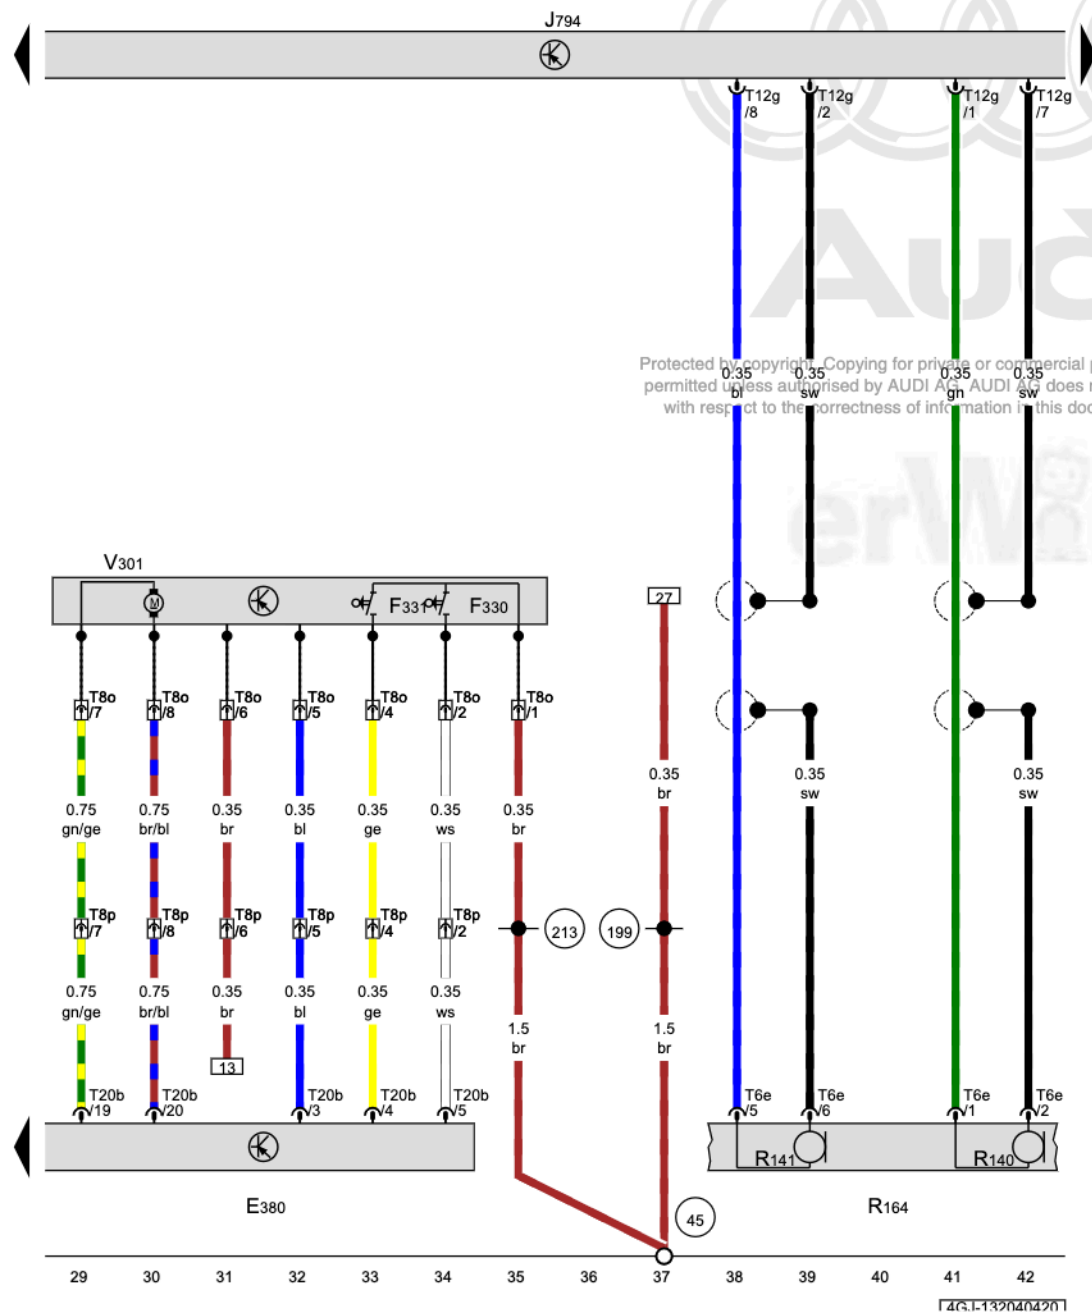 J794
T12g T12g T12g T12g
/8 /2 /1 /7
Audi
Protected by copyright. Copying for private or commercial
permitted unless authorised by AUDI AG. AUDI AG does
0.35 0.35 0.35 0.35
bl sw gn sw
with respect to the correctness of information in this
erWin
V301
M F331 F330
27
T8o T8o T8o T8o T8o T8o T8o
/7 /8 /6 /5 /4 /2 /1
0.35 0.35 0.35
br sw sw
0.75 0.75 0.35 0.35 0.35 0.35 0.35
gn/ge br/bl br bl ge ws br
T8p T8p T8p T8p T8p T8p
/7 /8 /6 /5 /4 /2
213 199
0.75 0.75 0.35 0.35 0.35 0.35
gn/ge br/bl br bl ge ws
1.5 1.5
br br
13
T20b T20b T20b T20b T20b T6e T6e T6e T6e
/19 /20 /3 /4 /5 /5 /6 /1 /2
R141 R140
E380 R164
45
29 30 31 32 33 34 35 36 37 38 39 40 41 42
4GJ-132040420